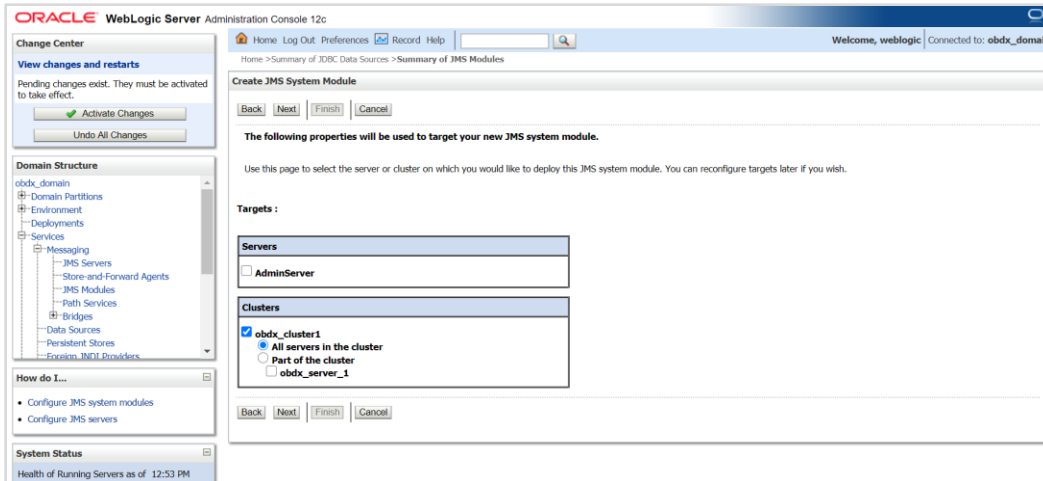 ORACLE WebLogic Server Administration Console 12c
Change Center
View changes and restarts
Pending changes exist. They must be activated
to take effect.
Activate Changes
Undo All Changes
Domain Structure
obdx_domain
Domain Partitions
Environment
Deployments
Services
Messaging
JMS Servers
Store-and-Forward Agents
JMS Modules
Path Services
Bridges
Data Sources
Persistent Stores
Foreign JNDI Providers
How do I...
Configure JMS system modules
Configure JMS servers
System Status
Health of Running Servers as of 12:53 PM
Home Log Out Preferences Record Help
Welcome, weblogic Connected to: obdx_domai
Home >Summary of JDBC Data Sources >Summary of JMS Modules
Create JMS System Module
Back Next Finish Cancel
The following properties will be used to target your new JMS system module.
Use this page to select the server or cluster on which you would like to deploy this JMS system module. You can reconfigure targets later if you wish.
Targets :
Servers
AdminServer
Clusters
obdx_cluster1
All servers in the cluster
Part of the cluster
obdx_server_1
Back Next Finish Cancel